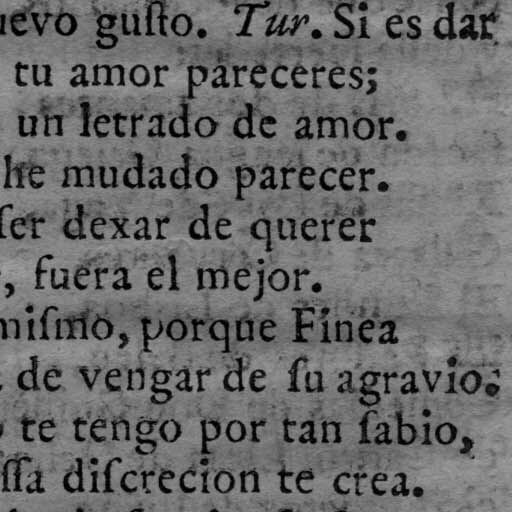 uevo guſto. Tur. Si es dar
tu amor pareceres;
un letrado de amor.
he mudado parecer.
ſer dexar de querer
, fuera el mejor.
miſmo, porque Finea
de vengar de ſu agravio.
te tengo por tan ſabio,
ſſa diſcrecion te crea.